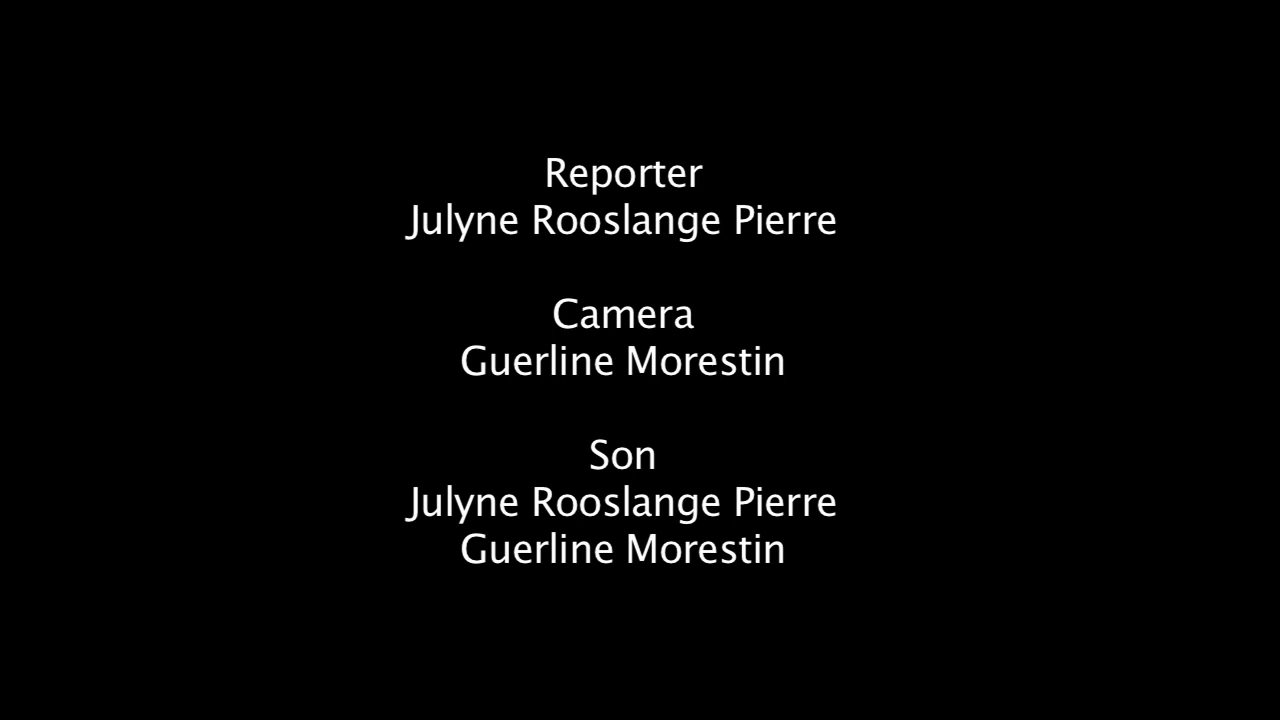 Reporter
Julyne Rooslange Pierre
Camera
Guerline Morestin
Son
Julyne Rooslange Pierre
Guerline Morestin